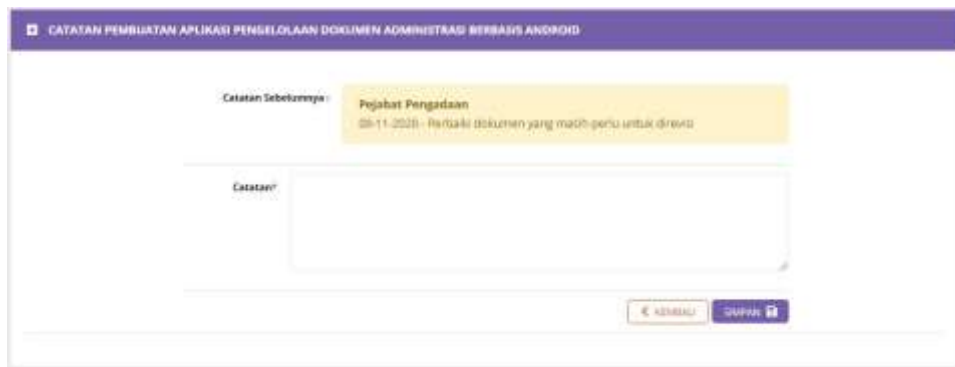 CATATAN PEMBUATAN APLIKASI PENGELOLAAN DOKUMEN ADMINISTRASI BERBASIS ANDROID
Catatan Sebelumnya :
Pejabat Pengadaan
-11-2020 - Perbaiki dokumen yang masih perlu untuk direvisi
Catatan*
KEMBALI
SIMPAN